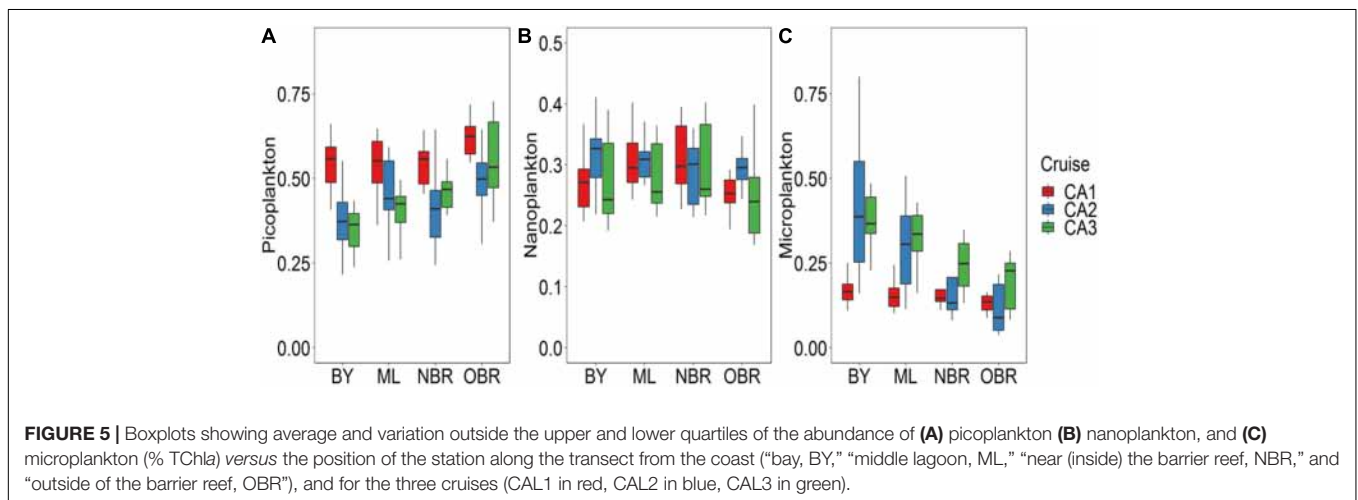 A
B
C
Picoplankton
0.75
0.50
0.25
0.00
BY ML NBR OBR
Nanoplankton
0.5
0.4
0.3
0.2
0.1
0.0
BY ML NBR OBR
Microplankton
0.75
0.50
0.25
0.00
BY ML NBR OBR
Cruise
CA1
CA2
CA3
FIGURE 5 | Boxplots showing average and variation outside the upper and lower quartiles of the abundance of (A) picoplankton (B) nanoplankton, and (C)
microplankton (% TChla) versus the position of the station along the transect from the coast (“bay, BY,” “middle lagoon, ML,” “near (inside) the barrier reef, NBR,” and
“outside of the barrier reef, OBR”), and for the three cruises (CAL1 in red, CAL2 in blue, CAL3 in green).